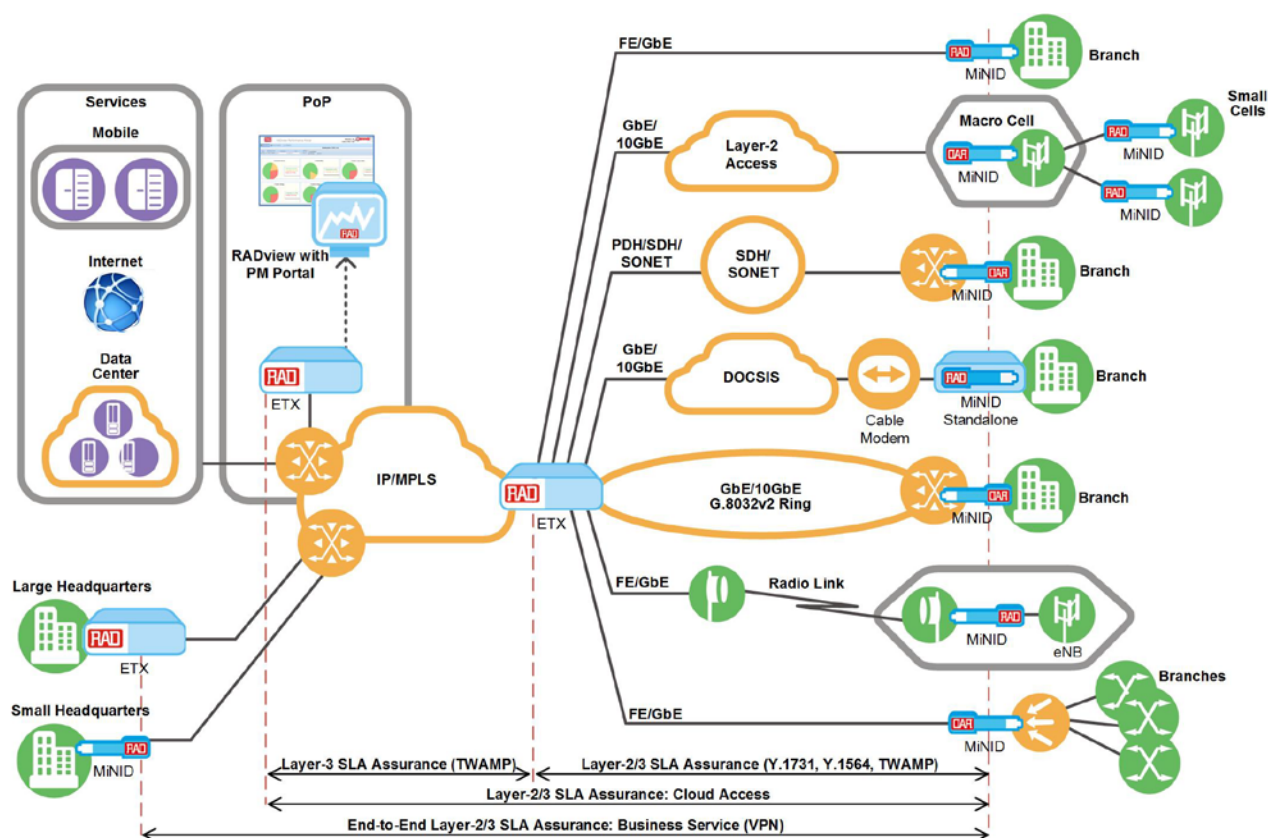 Services
Mobile
Internet
Data
Center
PoP
RADview with
PM Portal
RAD
RAD
ETX
IP/MPLS
RAD
ETX
Large Headquarters
RAD
ETX
Small Headquarters
RAD
MiNID
FE/GbE
RAD
MiNID
Branch
GbE/
10GbE
Layer-2
Access
Macro Cell
RAD
MiNID
Small
Cells
RAD
MiNID
RAD
MiNID
PDH/SDH/
SONET
SDH/
SONET
RAD
MiNID
Branch
GbE/
10GbE
DOCSIS
Cable
Modem
RAD
MiNID
Standalone
Branch
GbE/10GbE
G.8032v2 Ring
RAD
MiNID
Branch
FE/GbE
Radio Link
RAD
MiNID
eNB
FE/GbE
RAD
MiNID
Branches
Layer-3 SLA Assurance (TWAMP)
Layer-2/3 SLA Assurance (Y.1731, Y.1564, TWAMP)
Layer-2/3 SLA Assurance: Cloud Access
End-to-End Layer-2/3 SLA Assurance: Business Service (VPN)